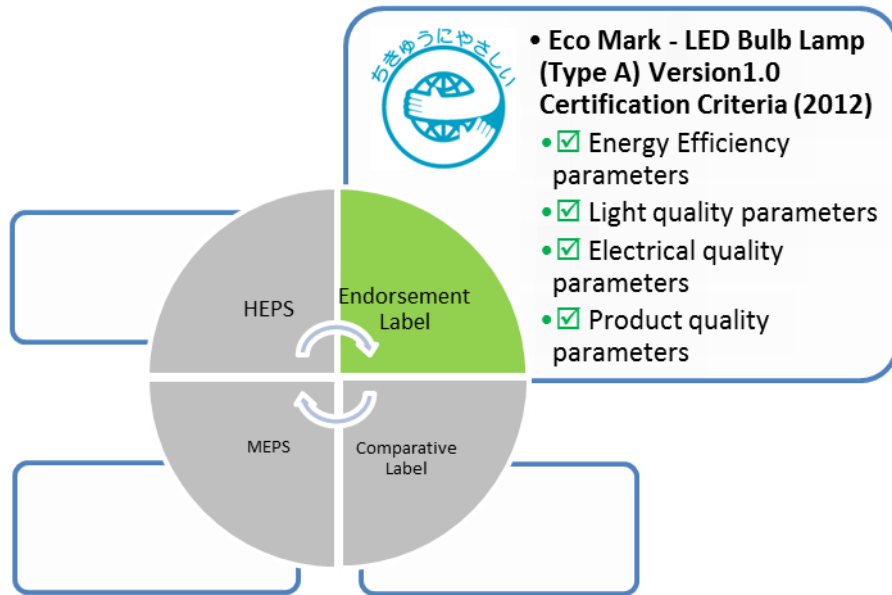 ちきゅうにやさしい
• Eco Mark - LED Bulb Lamp
(Type A) Version1.0
Certification Criteria (2012)
• ☑ Energy Efficiency
parameters
• ☑ Light quality parameters
• ☑ Electrical quality
parameters
• ☑ Product quality
parameters
HEPS
Endorsement
Label
MEPS
Comparative
Label